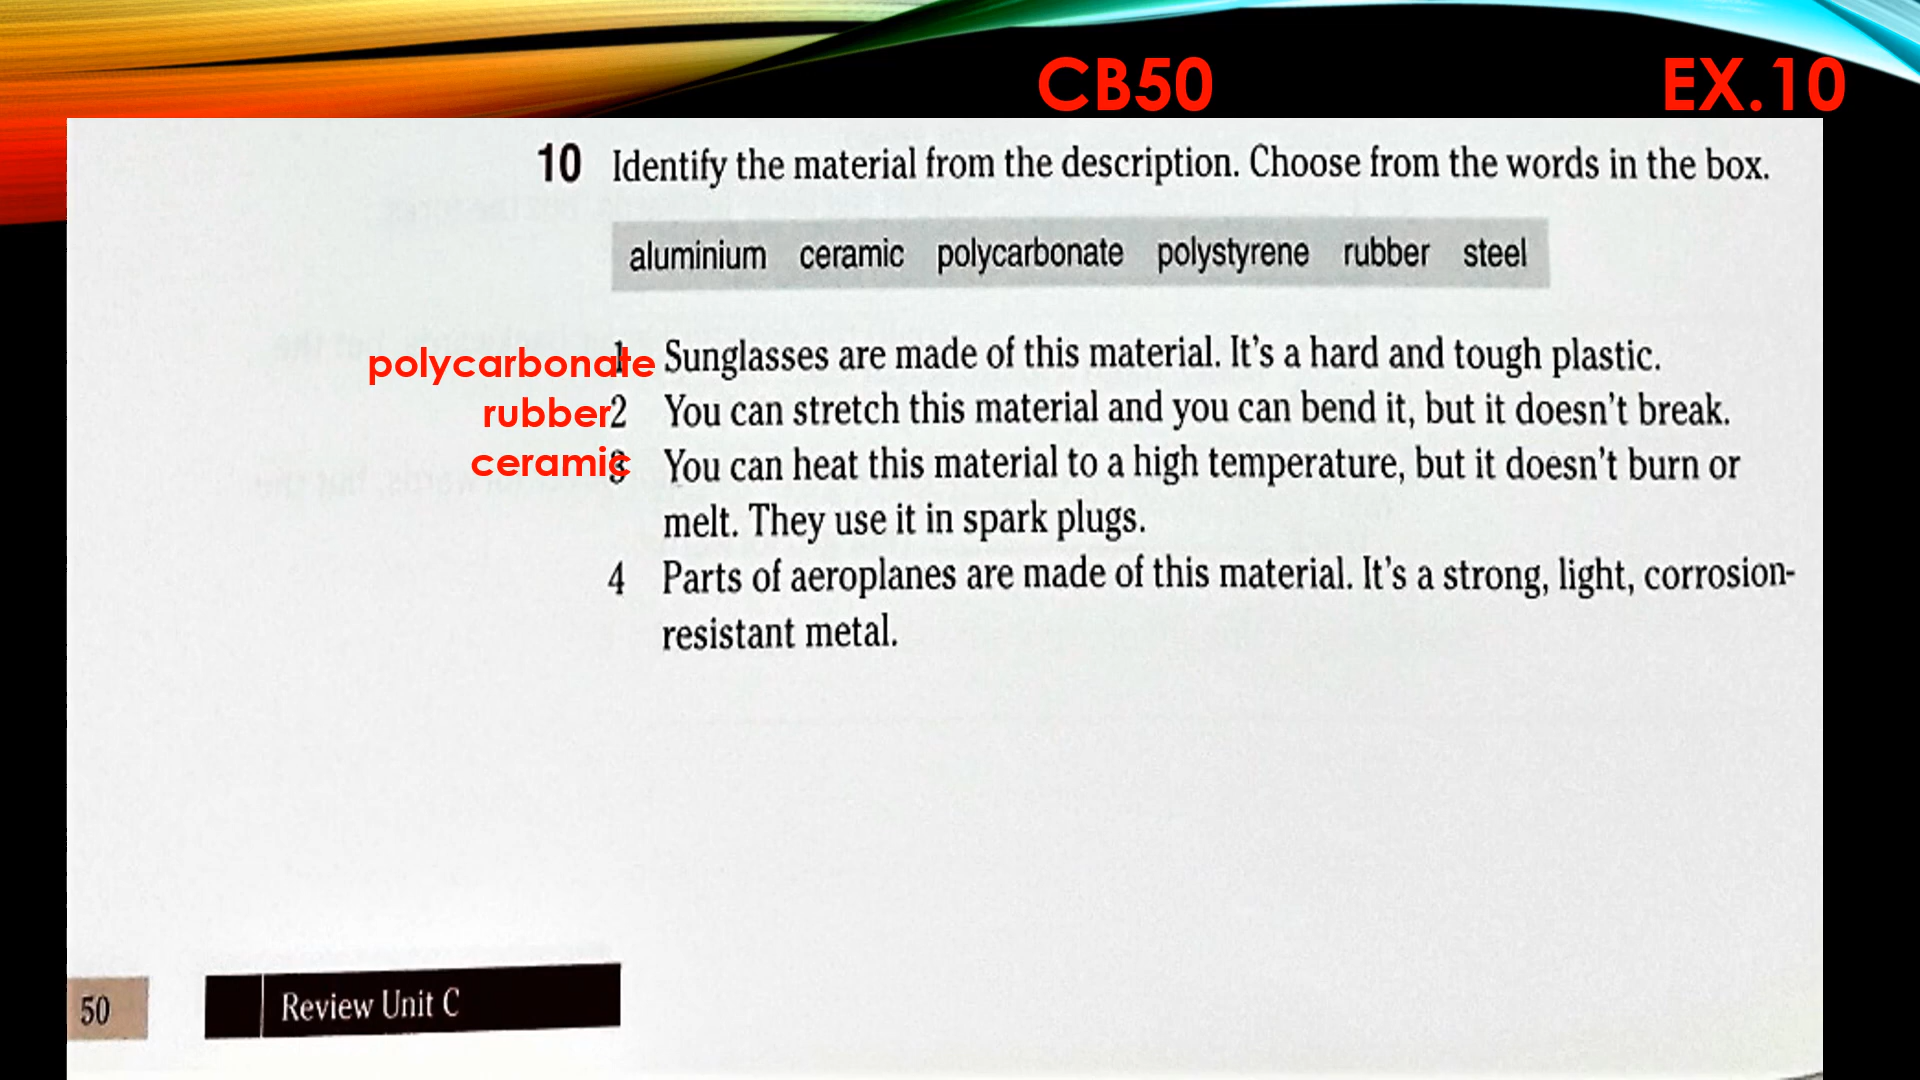 CB50 EX.10
10 Identify the material from the description. Choose from the words in the box.
aluminium ceramic polycarbonate polystyrene rubber steel
polycarbonate 1 Sunglasses are made of this material. It's a hard and tough plastic.
rubber 2 You can stretch this material and you can bend it, but it doesn't break.
ceramic 3 You can heat this material to a high temperature, but it doesn't burn or
melt. They use it in spark plugs.
4 Parts of aeroplanes are made of this material. It's a strong, light, corrosion-
resistant metal.
50 Review Unit C